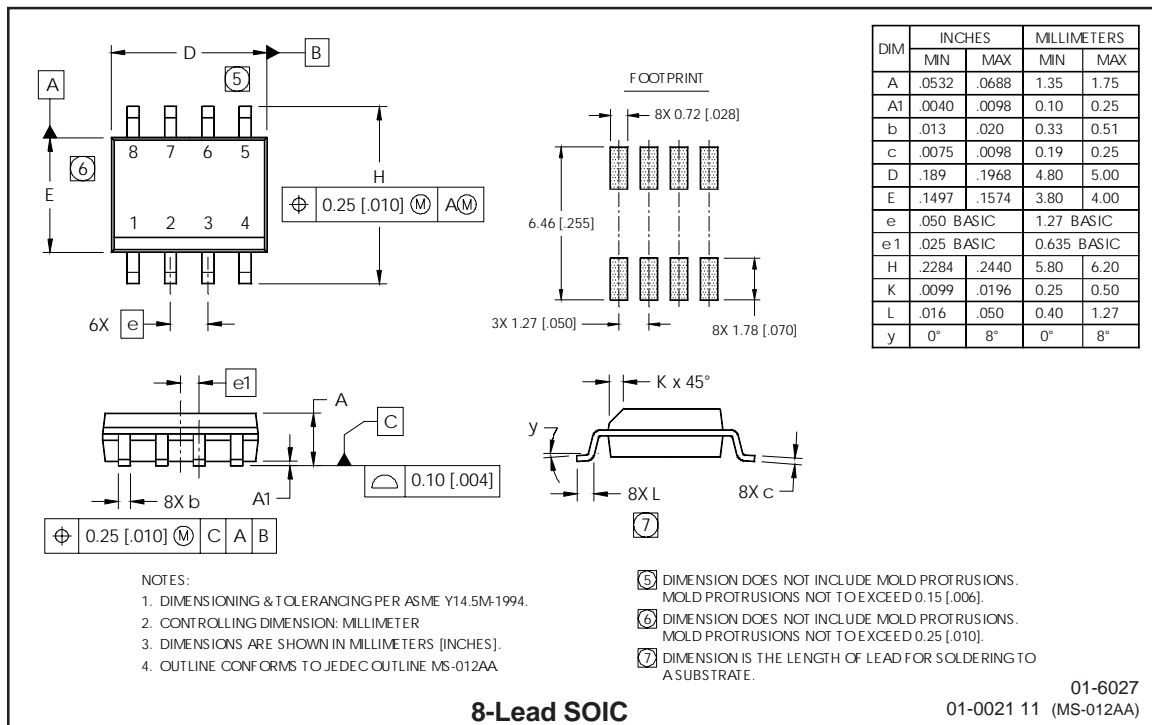 D
B
5
A
8 7 6 5
6
E
H
⌖ 0.25 [.010] Ⓜ AⓂ
1 2 3 4
6X e
FOOTPRINT
8X 0.72 [.028]
6.46 [.255]
3X 1.27 [.050]
8X 1.78 [.070]
DIM INCHES MILLIMETERS
MIN MAX MIN MAX
A .0532 .0688 1.35 1.75
A1 .0040 .0098 0.10 0.25
b .013 .020 0.33 0.51
c .0075 .0098 0.19 0.25
D .189 .1968 4.80 5.00
E .1497 .1574 3.80 4.00
e .050 BASIC 1.27 BASIC
e1 .025 BASIC 0.635 BASIC
H .2284 .2440 5.80 6.20
K .0099 .0196 0.25 0.50
L .016 .050 0.40 1.27
y 0° 8° 0° 8°
e1
A
C
0.10 [.004]
8X b
A1
⌖ 0.25 [.010] Ⓜ C A B
K x 45°
y
8X L
8X c
7
NOTES:
1. DIMENSIONING & TOLERANCING PER ASME Y14.5M-1994.
2. CONTROLLING DIMENSION: MILLIMETER
3. DIMENSIONS ARE SHOWN IN MILLIMETERS [INCHES].
4. OUTLINE CONFORMS TO JEDEC OUTLINE MS-012AA.
5 DIMENSION DOES NOT INCLUDE MOLD PROTRUSIONS.
MOLD PROTRUSIONS NOT TO EXCEED 0.15 [.006].
6 DIMENSION DOES NOT INCLUDE MOLD PROTRUSIONS.
MOLD PROTRUSIONS NOT TO EXCEED 0.25 [.010].
7 DIMENSION IS THE LENGTH OF LEAD FOR SOLDERING TO
A SUBSTRATE.
8-Lead SOIC
01-6027
01-0021 11 (MS-012AA)